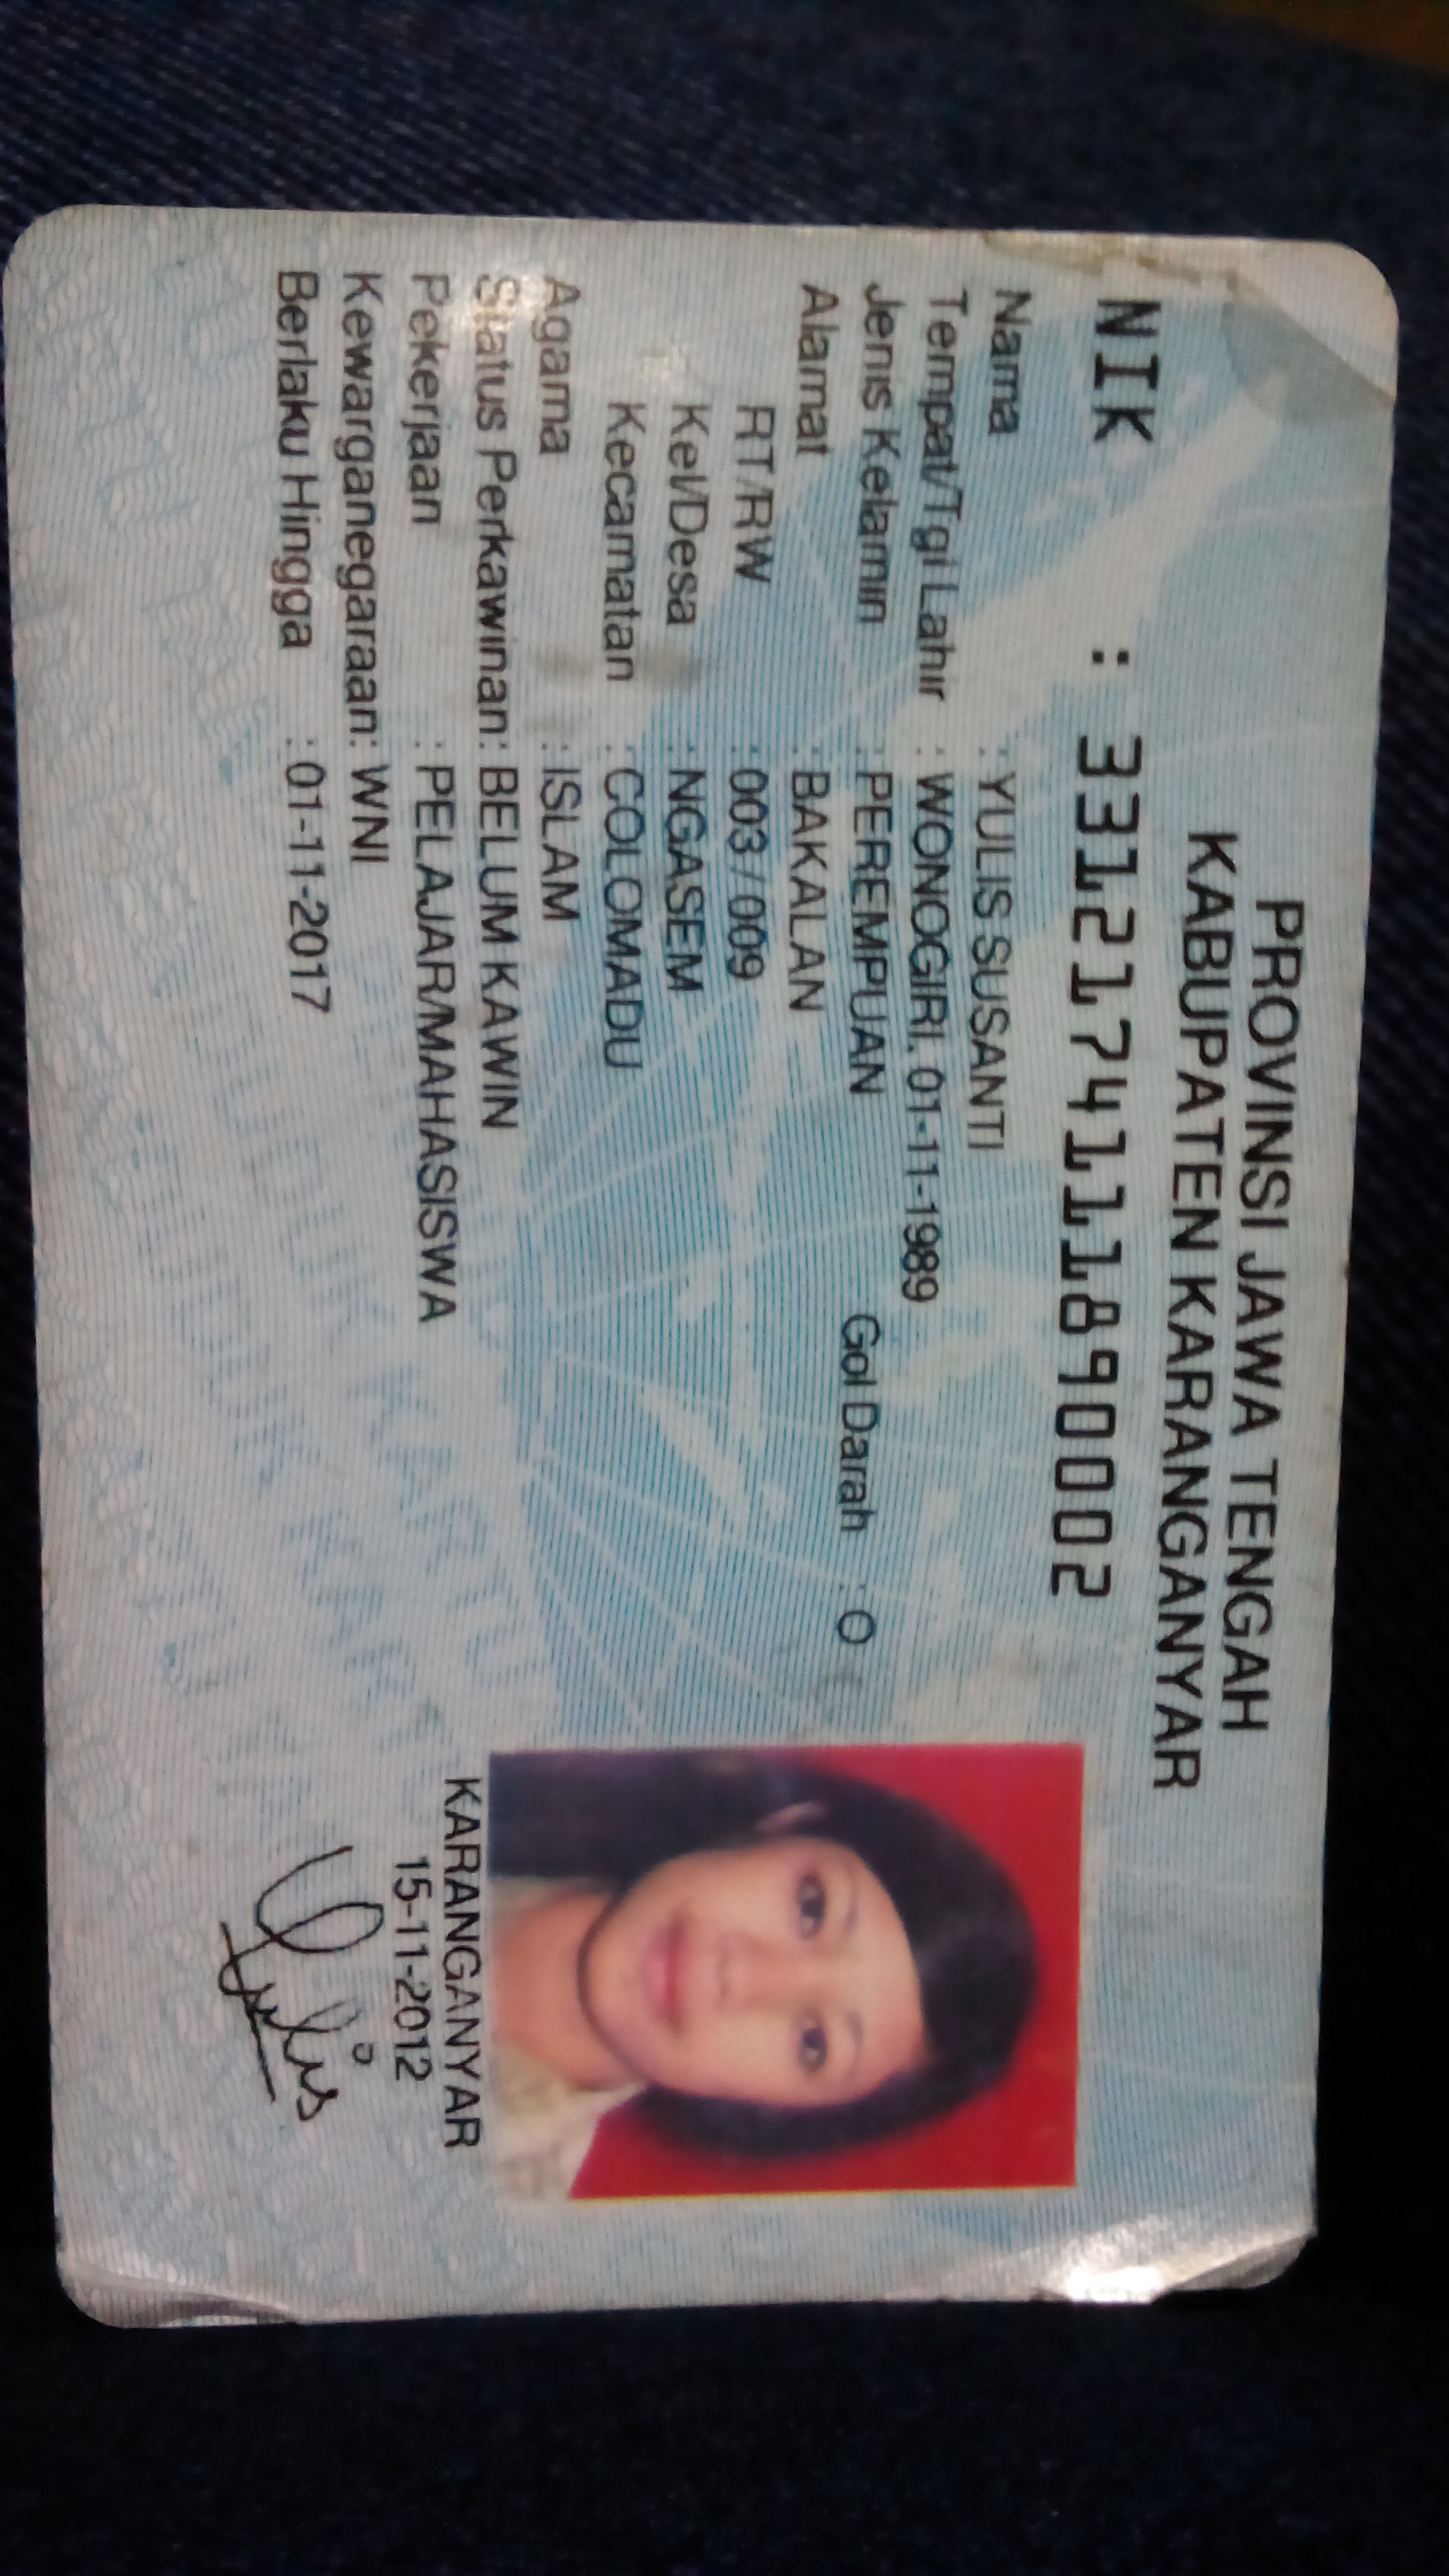 PROVINSI JAWA TENGAH
KABUPATEN KARANGANYAR
NIK : 3312174111890002
Nama : YULIS SUSANTI
Tempat/Tgl Lahir : WONOGIRI, 01-11-1989
Jenis Kelamin : PEREMPUAN Gol Darah : O
Alamat : BAKALAN
RT/RW : 003 / 009
Kel/Desa : NGASEM
Kecamatan : COLOMADU
Agama : ISLAM
Status Perkawinan: BELUM KAWIN
Pekerjaan : PELAJAR/MAHASISWA
Kewarganegaraan: WNI
Berlaku Hingga : 01-11-2017
KARANGANYAR
15-11-2012
Yulis